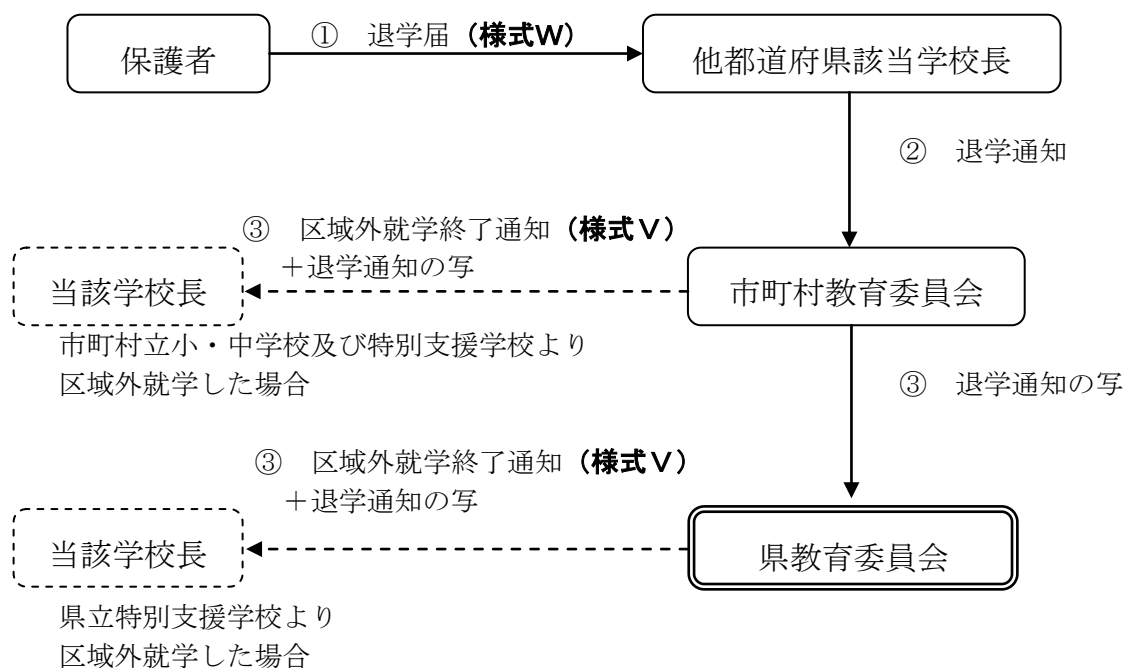 ① 退学届（様式Ｗ）
保護者
他都道府県該当学校長
② 退学通知
③ 区域外就学終了通知（様式Ｖ）
＋退学通知の写
当該学校長
市町村教育委員会
市町村立小・中学校及び特別支援学校より
区域外就学した場合
③ 退学通知の写
③ 区域外就学終了通知（様式Ｖ）
＋退学通知の写
当該学校長
県教育委員会
県立特別支援学校より
区域外就学した場合